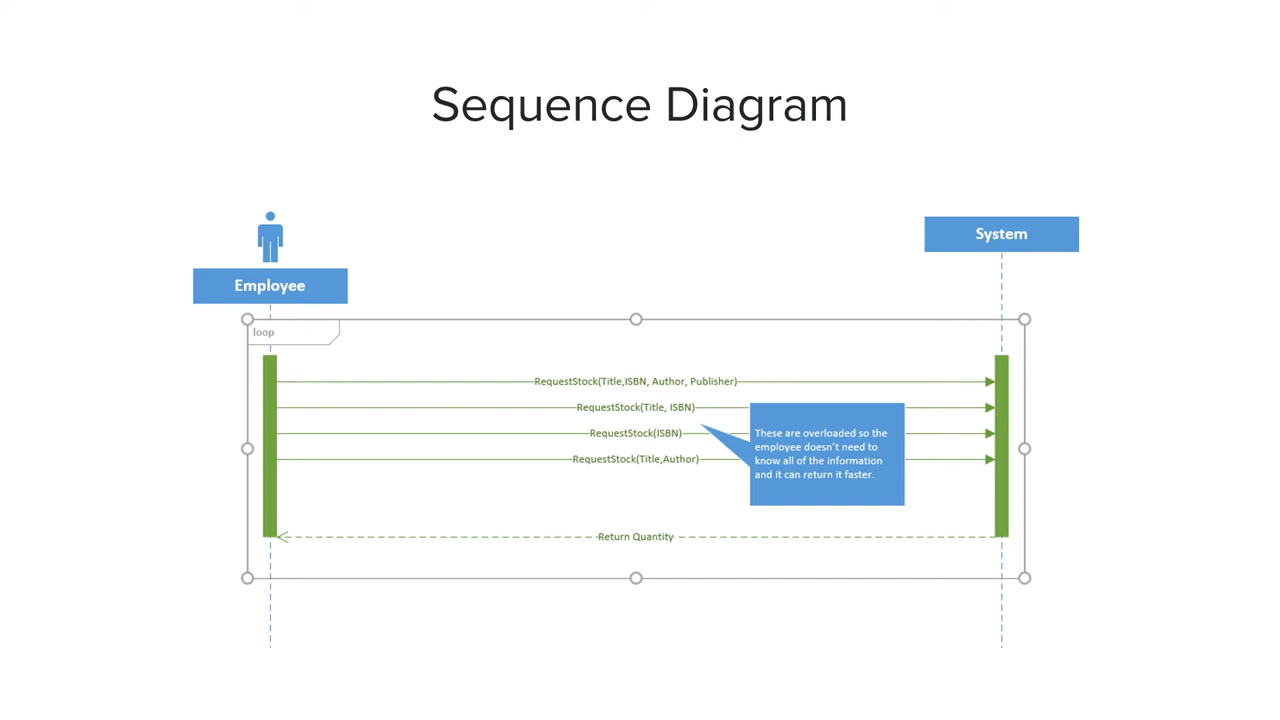 Sequence Diagram
System
Employee
loop
RequestStock(Title,ISBN, Author, Publisher)
RequestStock(Title, ISBN)
RequestStock(ISBN)
RequestStock(Title,Author)
These are overloaded so the
employee doesn't need to
know all of the information
and it can return it faster.
Return Quantity